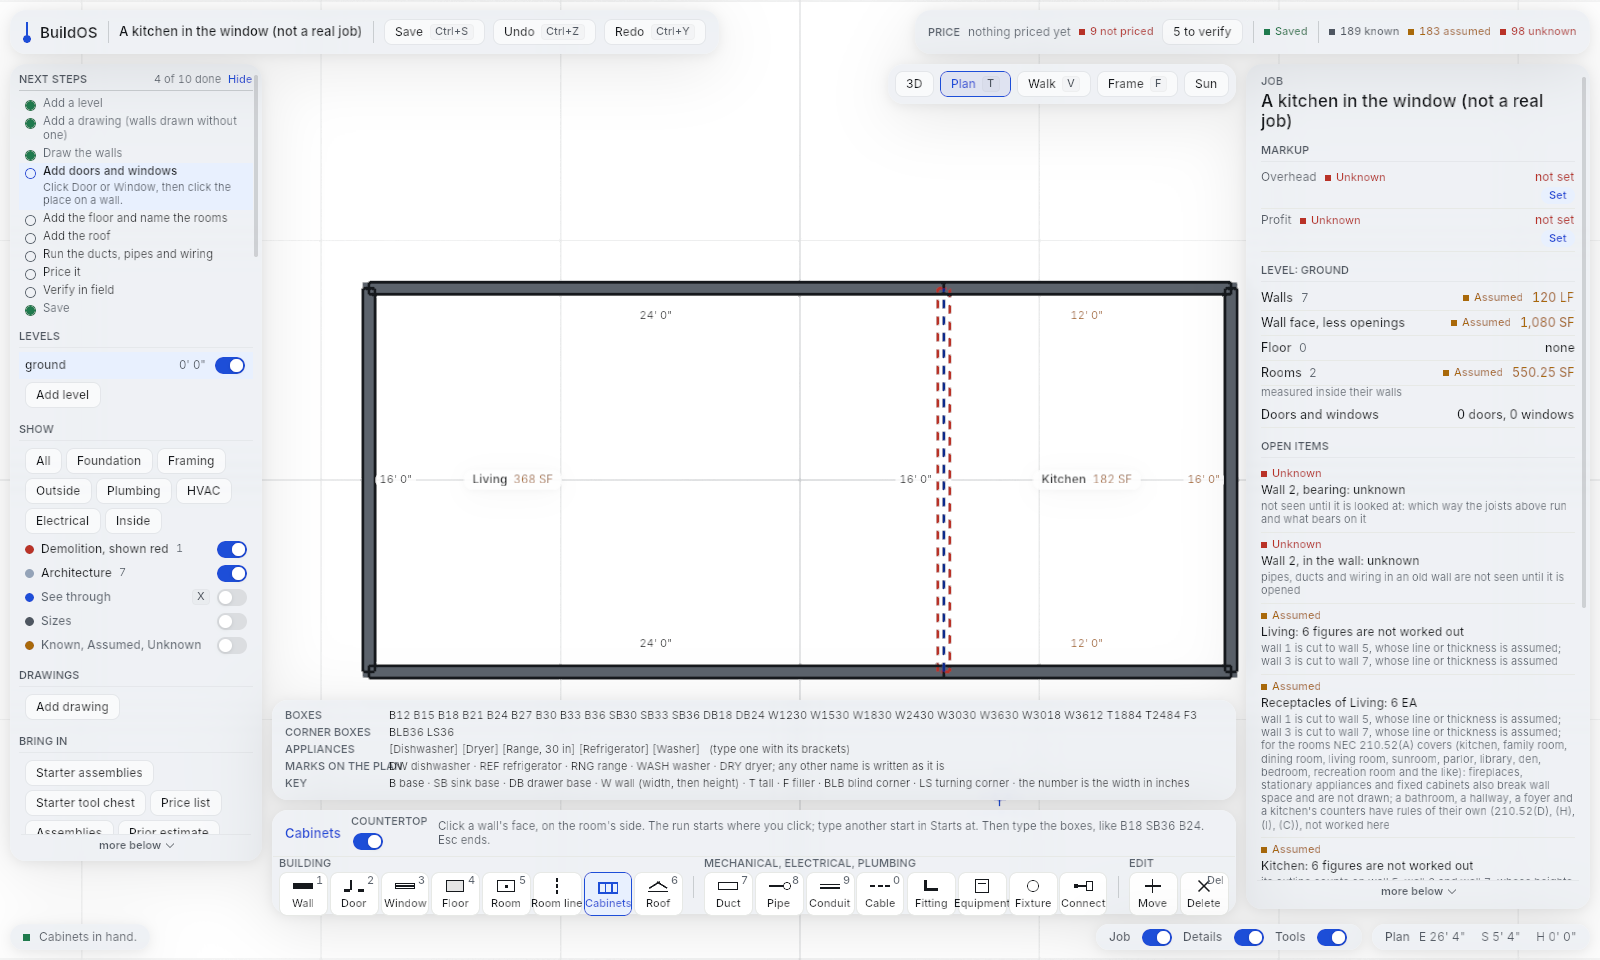 BuildOS
A kitchen in the window (not a real job)
Save Ctrl+S
Undo Ctrl+Z
Redo Ctrl+Y
PRICE nothing priced yet 9 not priced
5 to verify
Saved
189 known 183 assumed 98 unknown
3D
Plan T
Walk V
Frame F
Sun
NEXT STEPS 4 of 10 done Hide
Add a level
Add a drawing (walls drawn without
one)
Draw the walls
Add doors and windows
Click Door or Window, then click the
place on a wall.
Add the floor and name the rooms
Add the roof
Run the ducts, pipes and wiring
Price it
Verify in field
Save
LEVELS
ground 0' 0"
Add level
SHOW
All Foundation Framing
Outside Plumbing HVAC
Electrical Inside
Demolition, shown red 1
Architecture 7
See through X
Sizes
Known, Assumed, Unknown
DRAWINGS
Add drawing
BRING IN
Starter assemblies
Starter tool chest Price list
Assemblies Prior estimate
more below
24' 0" 12' 0"
16' 0" Living 368 SF 16' 0" Kitchen 182 SF 16' 0"
24' 0" 12' 0"
BOXES B12 B15 B18 B21 B24 B27 B30 B33 B36 SB30 SB33 SB36 DB18 DB24 W1230 W1530 W1830 W2430 W3030 W3630 W3018 W3612 T1884 T2484 F3
CORNER BOXES BLB36 LS36
APPLIANCES [Dishwasher] [Dryer] [Range, 30 in] [Refrigerator] [Washer] (type one with its brackets)
MARKS ON THE PLAN DW dishwasher · REF refrigerator · RNG range · WASH washer · DRY dryer; any other name is written as it is
KEY B base · SB sink base · DB drawer base · W wall (width, then height) · T tall · F filler · BLB blind corner · LS turning corner · the number is the width in inches
Cabinets
COUNTERTOP
Click a wall's face, on the room's side. The run starts where you click; type another start in Starts at. Then type the boxes, like B18 SB36 B24.
Esc ends.
BUILDING
Wall 1
Door 2
Window 3
Floor 4
Room 5
Room line
Cabinets
Roof 6
MECHANICAL, ELECTRICAL, PLUMBING
Duct 7
Pipe 8
Conduit 9
Cable 0
Fitting
Equipment
Fixture
Connect
EDIT
Move
Delete Del
JOB
A kitchen in the window (not a real
job)
MARKUP
Overhead Unknown not set
Set
Profit Unknown not set
Set
LEVEL: GROUND
Walls 7 Assumed 120 LF
Wall face, less openings Assumed 1,080 SF
Floor 0 none
Rooms 2 Assumed 550.25 SF
measured inside their walls
Doors and windows 0 doors, 0 windows
OPEN ITEMS
Unknown
Wall 2, bearing: unknown
not seen until it is looked at: which way the joists above run
and what bears on it
Unknown
Wall 2, in the wall: unknown
pipes, ducts and wiring in an old wall are not seen until it is
opened
Assumed
Living: 6 figures are not worked out
wall 1 is cut to wall 5, whose line or thickness is assumed;
wall 3 is cut to wall 7, whose line or thickness is assumed
Assumed
Receptacles of Living: 6 EA
wall 1 is cut to wall 5, whose line or thickness is assumed;
wall 3 is cut to wall 7, whose line or thickness is assumed;
for the rooms NEC 210.52(A) covers (kitchen, family room,
dining room, living room, sunroom, parlor, library, den,
bedroom, recreation room and the like): fireplaces,
stationary appliances and fixed cabinets also break wall
space and are not drawn; a bathroom, a hallway, a foyer and
a kitchen's counters have rules of their own (210.52(D), (H),
(I), (C)), not worked here
Assumed
Kitchen: 6 figures are not worked out
more below
Cabinets in hand.
Job Details Tools
Plan E 26' 4" S 5' 4" H 0' 0"